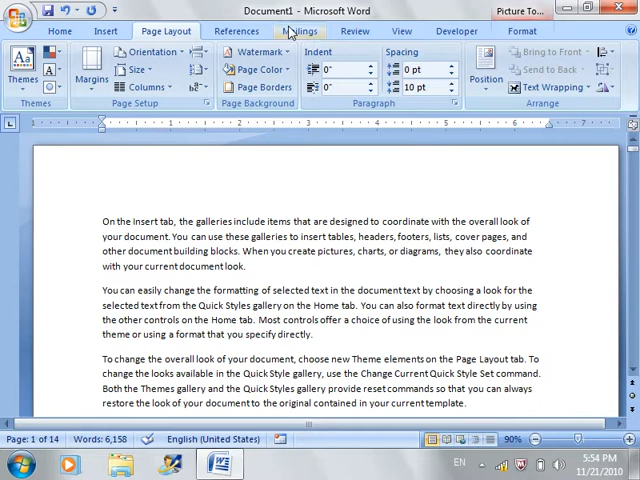 Document1 - Microsoft Word
Picture To...
Home Insert Page Layout References Mailings Review View Developer Format
Themes
Themes
Margins
Orientation
Size
Columns
Page Setup
Watermark
Page Color
Page Borders
Page Background
Indent Spacing
0" 0 pt
0" 10 pt
Paragraph
Position
Bring to Front
Send to Back
Text Wrapping
Arrange
1 1 2 3 4 5 6 7
On the Insert tab, the galleries include items that are designed to coordinate with the overall look of
your document. You can use these galleries to insert tables, headers, footers, lists, cover pages, and
other document building blocks. When you create pictures, charts, or diagrams, they also coordinate
with your current document look.
You can easily change the formatting of selected text in the document text by choosing a look for the
selected text from the Quick Styles gallery on the Home tab. You can also format text directly by using
the other controls on the Home tab. Most controls offer a choice of using the look from the current
theme or using a format that you specify directly.
To change the overall look of your document, choose new Theme elements on the Page Layout tab. To
change the looks available in the Quick Style gallery, use the Change Current Quick Style Set command.
Both the Themes gallery and the Quick Styles gallery provide reset commands so that you can always
restore the look of your document to the original contained in your current template.
Page: 1 of 14 Words: 6,158 English (United States) 90%
EN 5:54 PM
11/21/2010